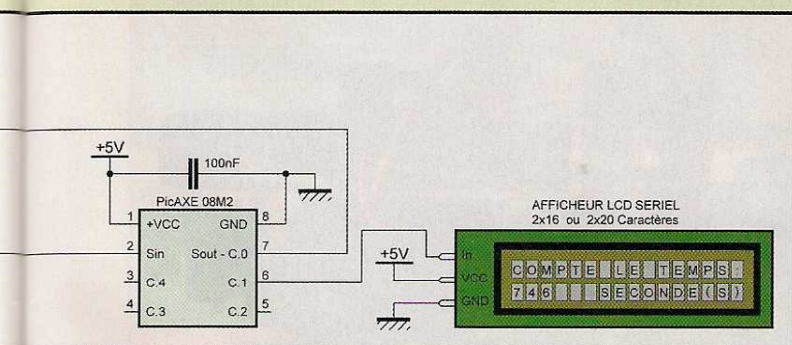 +5V
100nF
PicAXE 08M2
1 +VCC GND 8
2 Sin Sout - C.0 7
3 C.4 C.1 6
4 C.3 C.2 5
AFFICHEUR LCD SERIEL
2x16 ou 2x20 Caractères
+5V
In
VCC
GND
COMPTE LE TEMPS:
746 SECONDE(S)